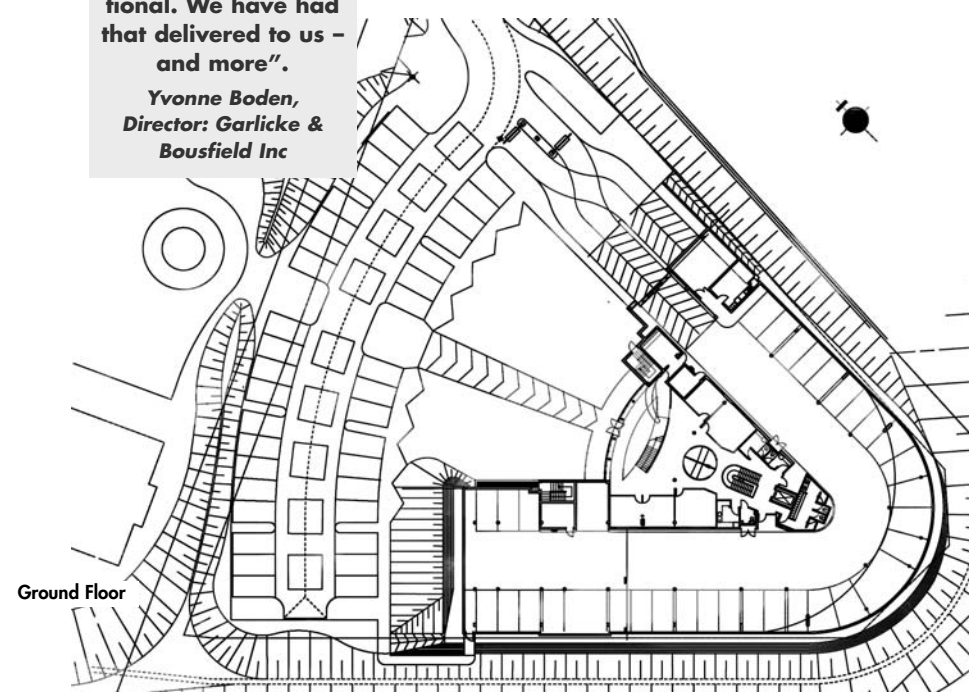 tional. We have had
that delivered to us –
and more”.
Yvonne Boden,
Director: Garlicke &
Bousfield Inc
Ground Floor